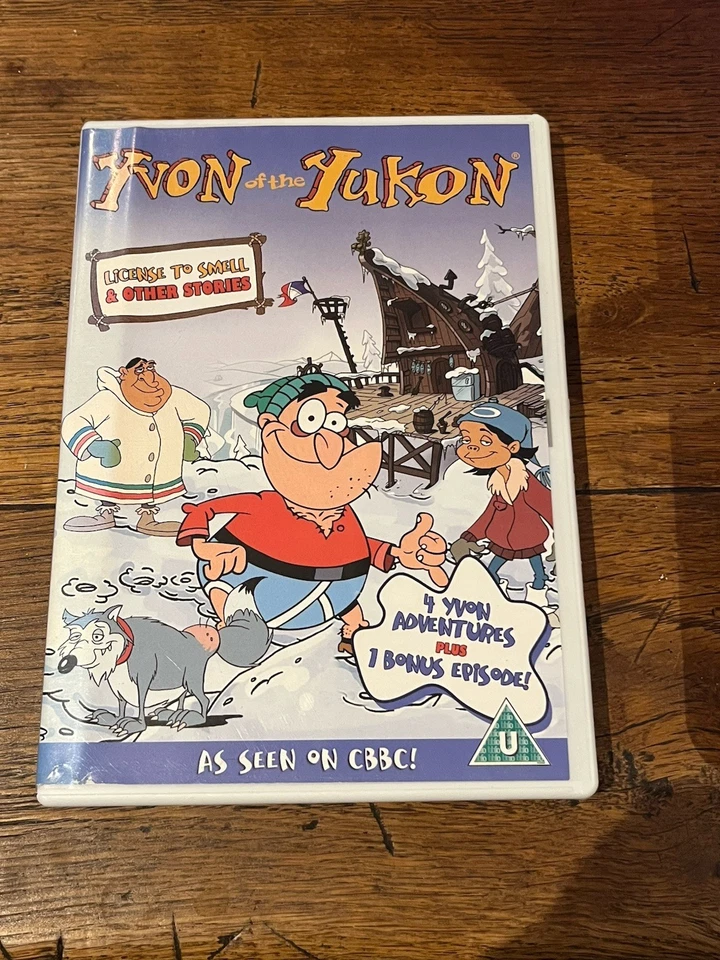 YVON of the YUKON®
LICENSE TO SMELL
& OTHER STORIES
4 YVON
ADVENTURES
PLUS
1 BONUS EPISODE!
AS SEEN ON CBBC!
U